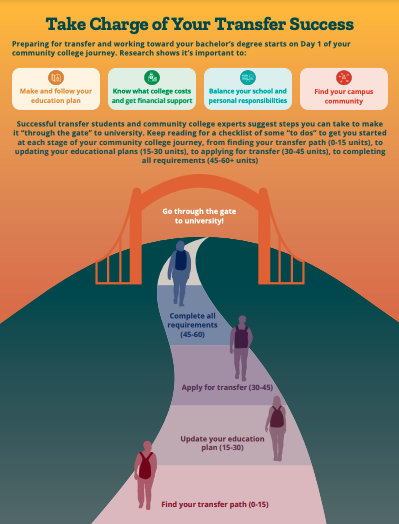 Take Charge of Your Transfer Success
Preparing for transfer and working toward your bachelor's degree starts on Day 1 of your
community college journey. Research shows it's important to:
Make and follow your
education plan
Know what college costs
and get financial support
Balance your school and
personal responsibilities
Find your campus
community
Successful transfer students and community college experts suggest steps you can take to make
it "through the gate" to university. Keep reading for a checklist of some "to dos" to get you started
at each stage of your community college journey, from finding your transfer path (0-15 units), to
updating your educational plans (15-30 units), to applying for transfer (30-45 units), to completing
all requirements (45-60+ units)
Go through the gate
to university!
Complete all
requirements
(45-60)
Apply for transfer (30-45)
Update your education
plan (15-30)
Find your transfer path (0-15)